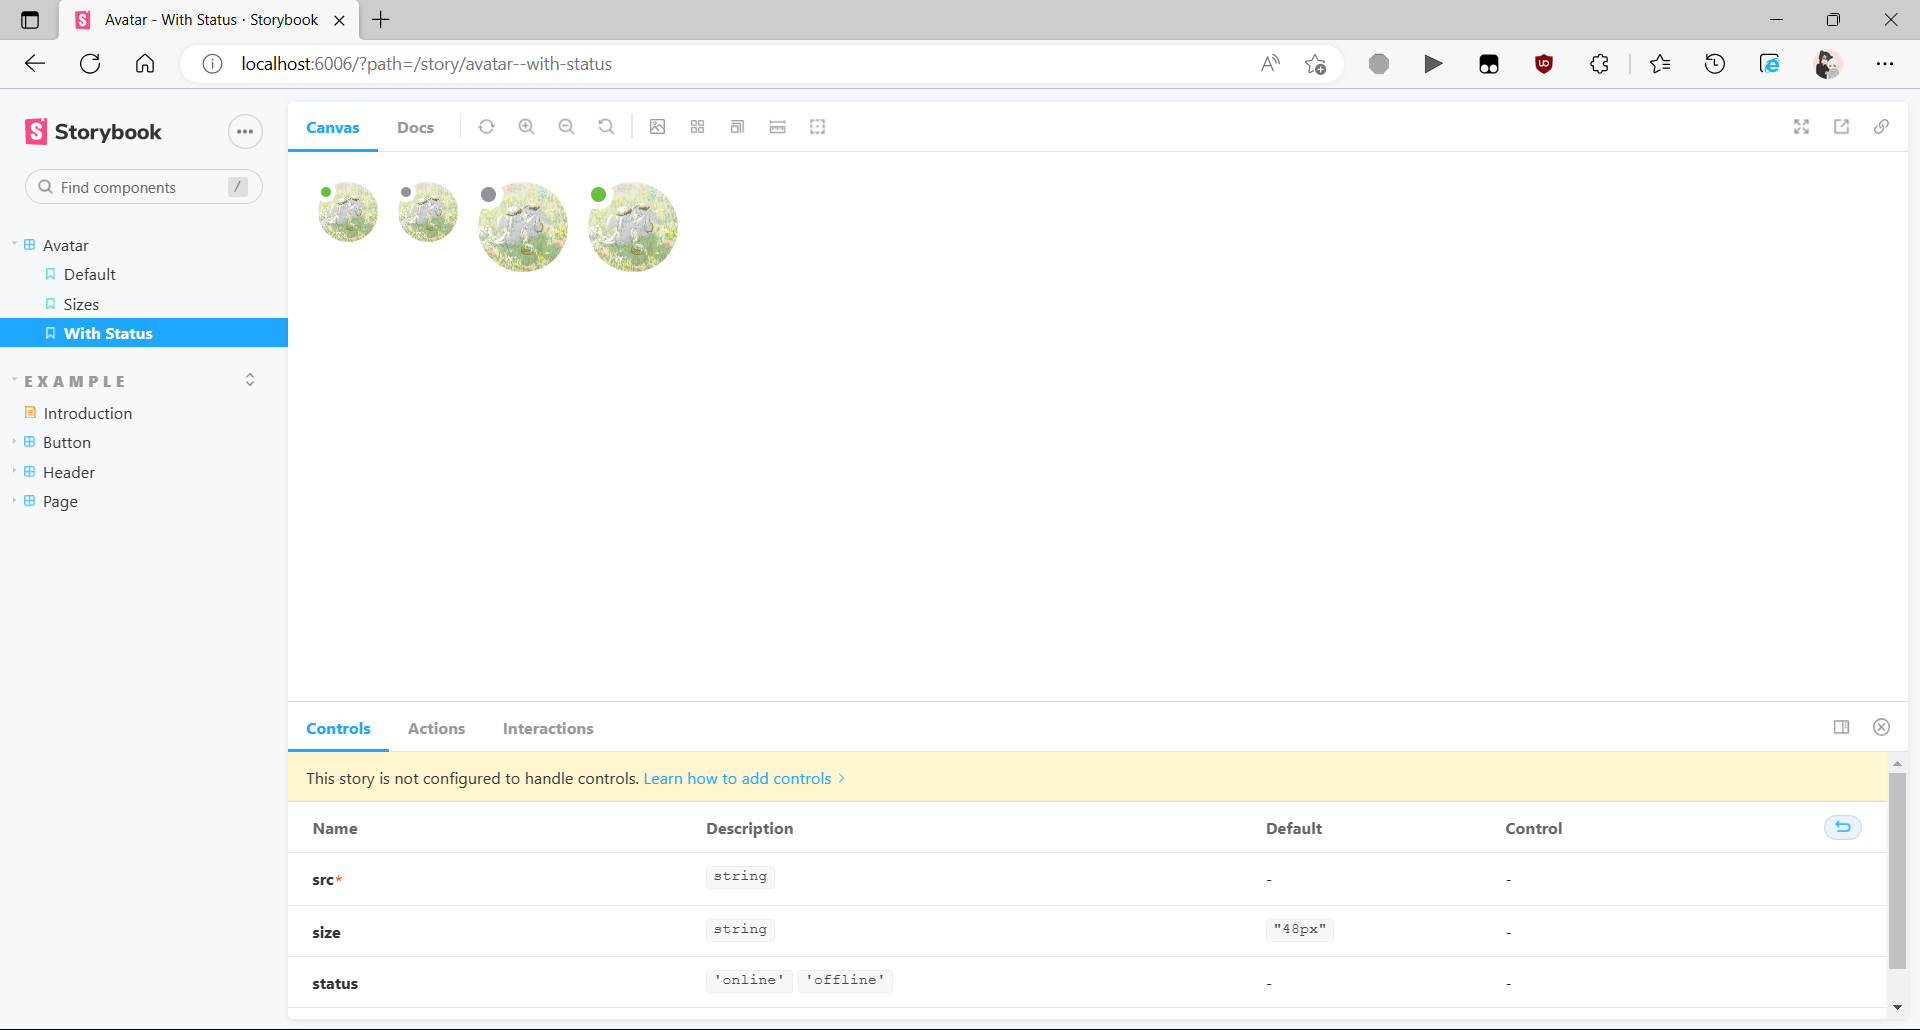 Avatar - With Status · Storybook
localhost:6006/?path=/story/avatar--with-status
Storybook
Find components /
Avatar
Default
Sizes
With Status
EXAMPLE
Introduction
Button
Header
Page
Canvas Docs
Controls Actions Interactions
This story is not configured to handle controls. Learn how to add controls
Name Description Default Control
src* string - -
size string "48px" -
status 'online' 'offline' - -